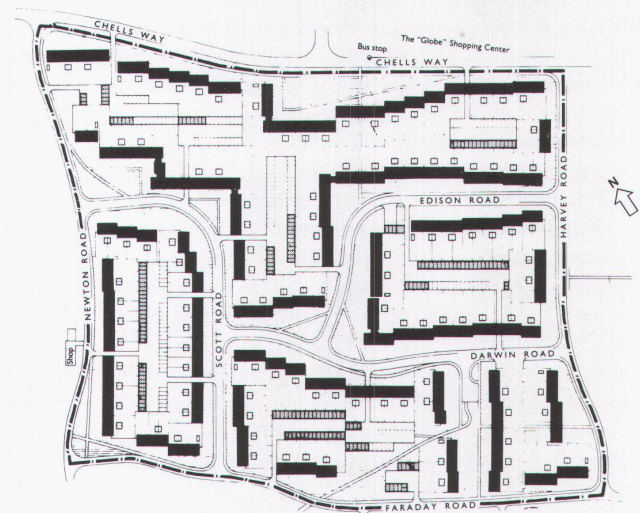 CHELLS WAY
The "Globe" Shopping Center
Bus stop
CHELLS WAY
N
HARVEY ROAD
EDISON ROAD
NEWTON ROAD
SCOTT ROAD
Shop
DARWIN ROAD
FARADAY ROAD